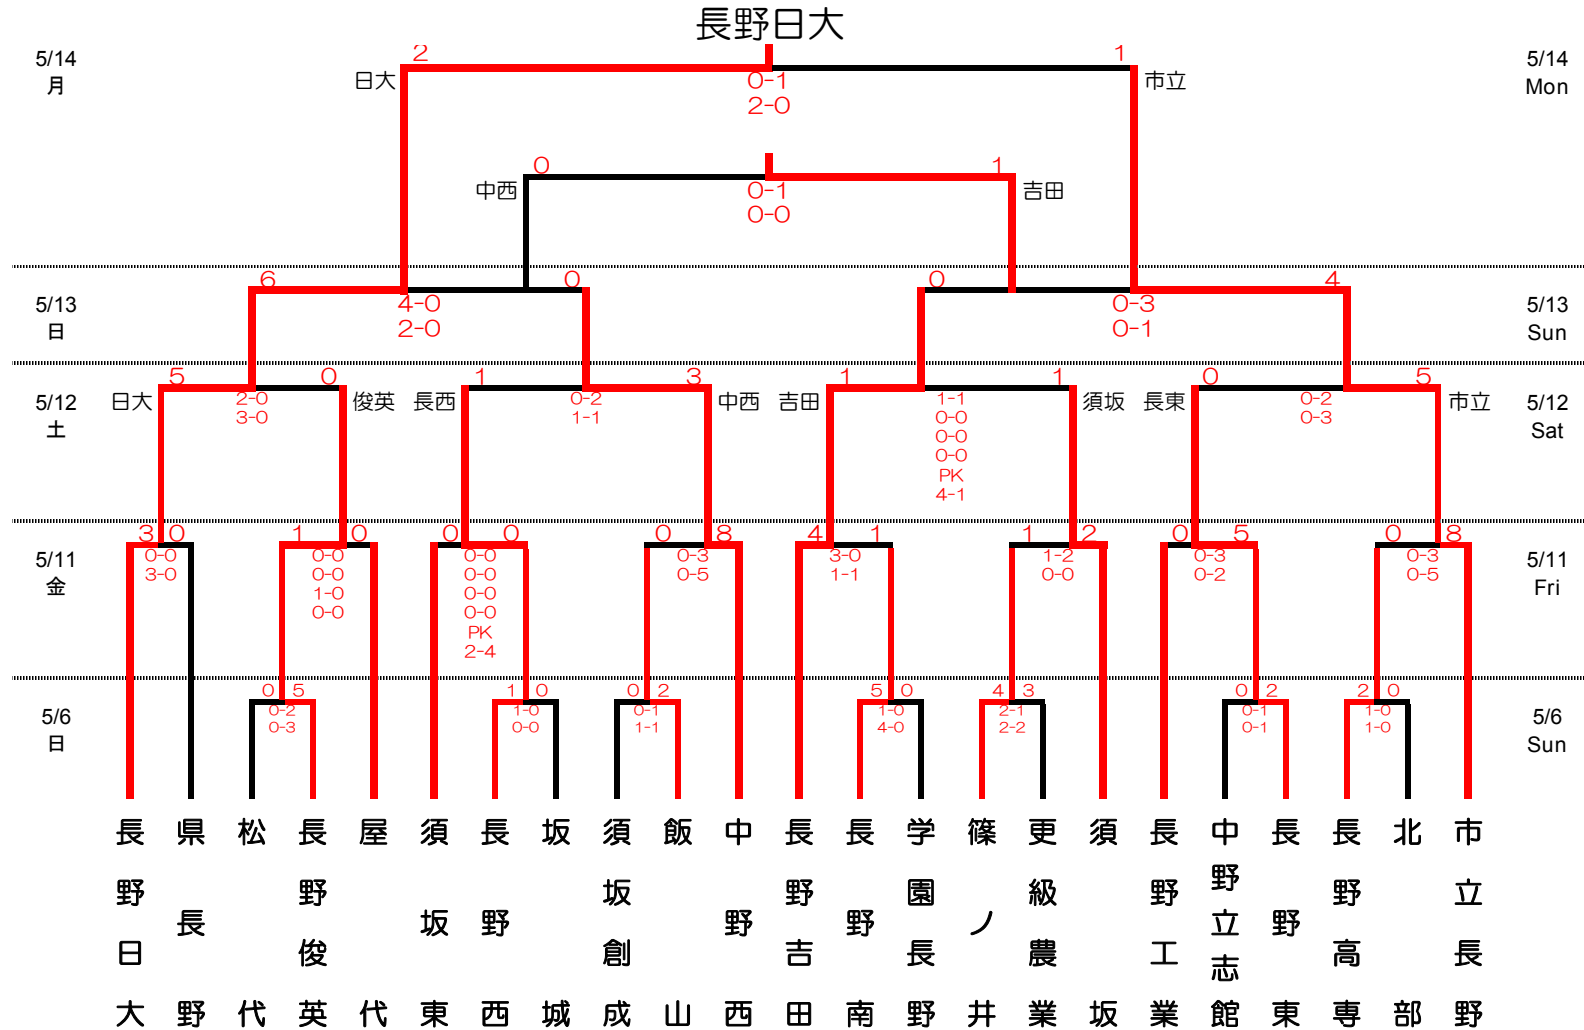 長野日大
5/14
月
2
1
5/14
Mon
日大
0-1
2-0
市立
0
1
中西
0-1
0-0
吉田
6
0
0
4
5/13
日
4-0
2-0
0-3
0-1
5/13
Sun
5
0
1
3
1
1
0
5
5/12
土
日大
2-0
3-0
俊英
長西
0-2
1-1
中西
吉田
1-1
0-0
0-0
0-0
PK
4-1
須坂
長東
0-2
0-3
市立
5/12
Sat
3 0
1 0
0 0
0 8
4 1
1 2
0 5
0 8
5/11
金
0-0
3-0
0-0
0-0
1-0
0-0
0-0
0-0
0-0
0-0
PK
2-4
0-3
0-5
3-0
1-1
1-2
0-0
0-3
0-2
0-3
0-5
5/11
Fri
0 5
1 0
0 2
5 0
4 3
0 2
2 0
5/6
日
0-2
0-3
1-0
0-0
0-1
1-1
1-0
4-0
2-1
2-2
0-1
0-1
1-0
1-0
5/6
Sun
長野日大
県長野
松代
長野俊英
屋代
須坂東
長野西
坂城
須坂創成
飯山
中野西
長野吉田
長野南
学園長野
篠ノ井
更級農業
須坂
長野工業
中野立志館
長野東
長野高専
北部
市立長野